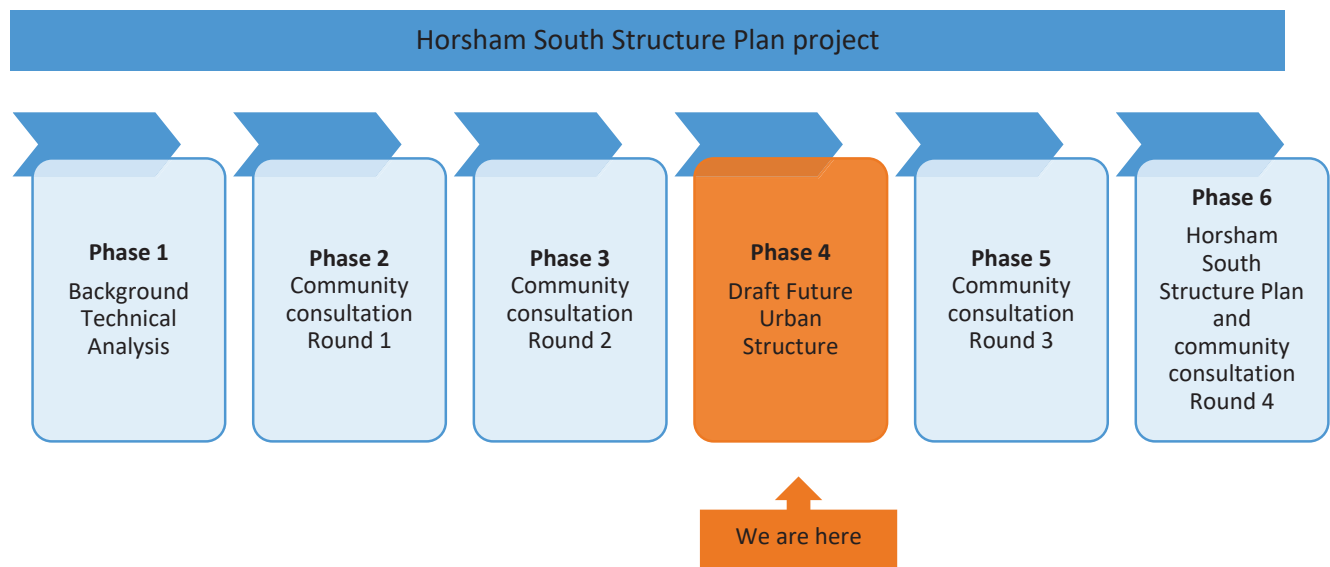 Horsham South Structure Plan project
Phase 1
Background
Technical
Analysis
Phase 2
Community
consultation
Round 1
Phase 3
Community
consultation
Round 2
Phase 4
Draft Future
Urban
Structure
Phase 5
Community
consultation
Round 3
Phase 6
Horsham
South
Structure Plan
and
community
consultation
Round 4
We are here